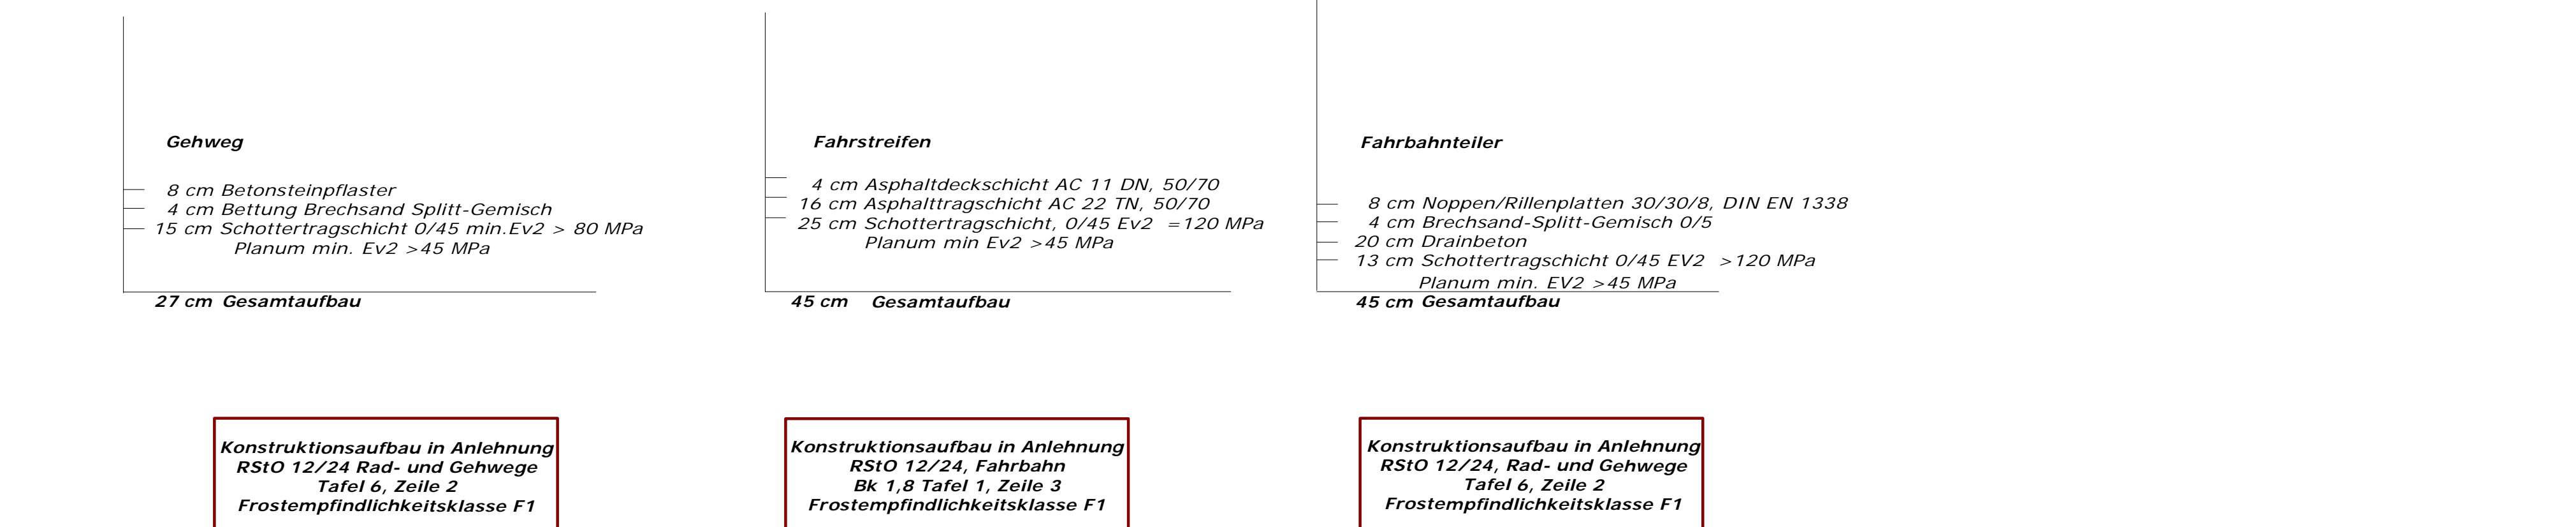 Gehweg
8 cm Betonsteinpflaster
4 cm Bettung Brechsand Splitt-Gemisch
15 cm Schottertragschicht 0/45 min.Ev2 > 80 MPa
Planum min. Ev2 >45 MPa
27 cm Gesamtaufbau
Fahrstreifen
4 cm Asphaltdeckschicht AC 11 DN, 50/70
16 cm Asphalttragschicht AC 22 TN, 50/70
25 cm Schottertragschicht, 0/45 Ev2 =120 MPa
Planum min Ev2 >45 MPa
45 cm Gesamtaufbau
Fahrbahnteiler
8 cm Noppen/Rillenplatten 30/30/8, DIN EN 1338
4 cm Brechsand-Splitt-Gemisch 0/5
20 cm Drainbeton
13 cm Schottertragschicht 0/45 EV2 >120 MPa
Planum min. EV2 >45 MPa
45 cm Gesamtaufbau
Konstruktionsaufbau in Anlehnung
RStO 12/24 Rad- und Gehwege
Tafel 6, Zeile 2
Frostempfindlichkeitsklasse F1
Konstruktionsaufbau in Anlehnung
RStO 12/24, Fahrbahn
Bk 1,8 Tafel 1, Zeile 3
Frostempfindlichkeitsklasse F1
Konstruktionsaufbau in Anlehnung
RStO 12/24, Rad- und Gehwege
Tafel 6, Zeile 2
Frostempfindlichkeitsklasse F1